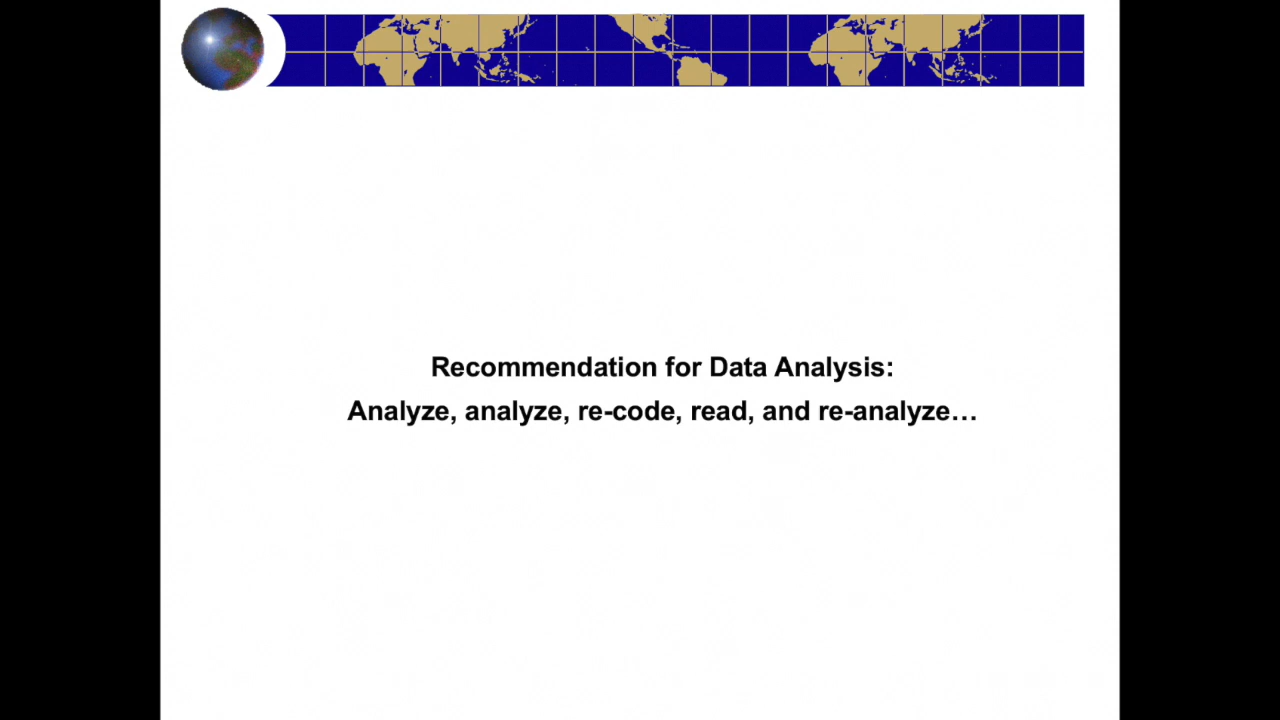 Recommendation for Data Analysis:
Analyze, analyze, re-code, read, and re-analyze…